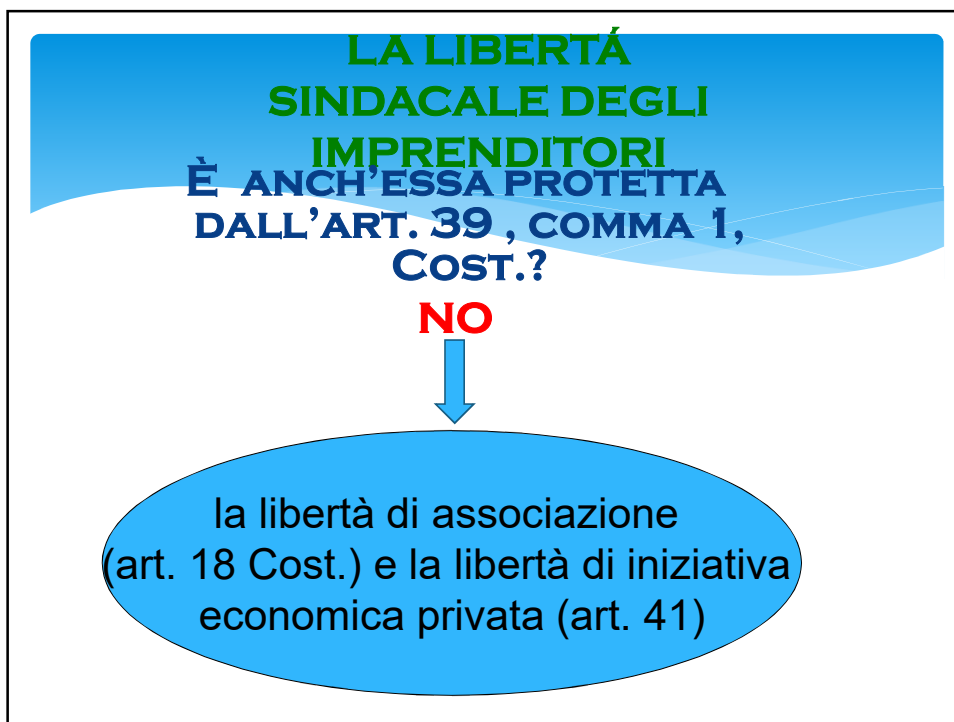 LA LIBERTÁ
SINDACALE DEGLI
IMPRENDITORI
È ANCH’ESSA PROTETTA
DALL’ART. 39 , COMMA 1,
COST.?
NO
la libertà di associazione
(art. 18 Cost.) e la libertà di iniziativa
economica privata (art. 41)